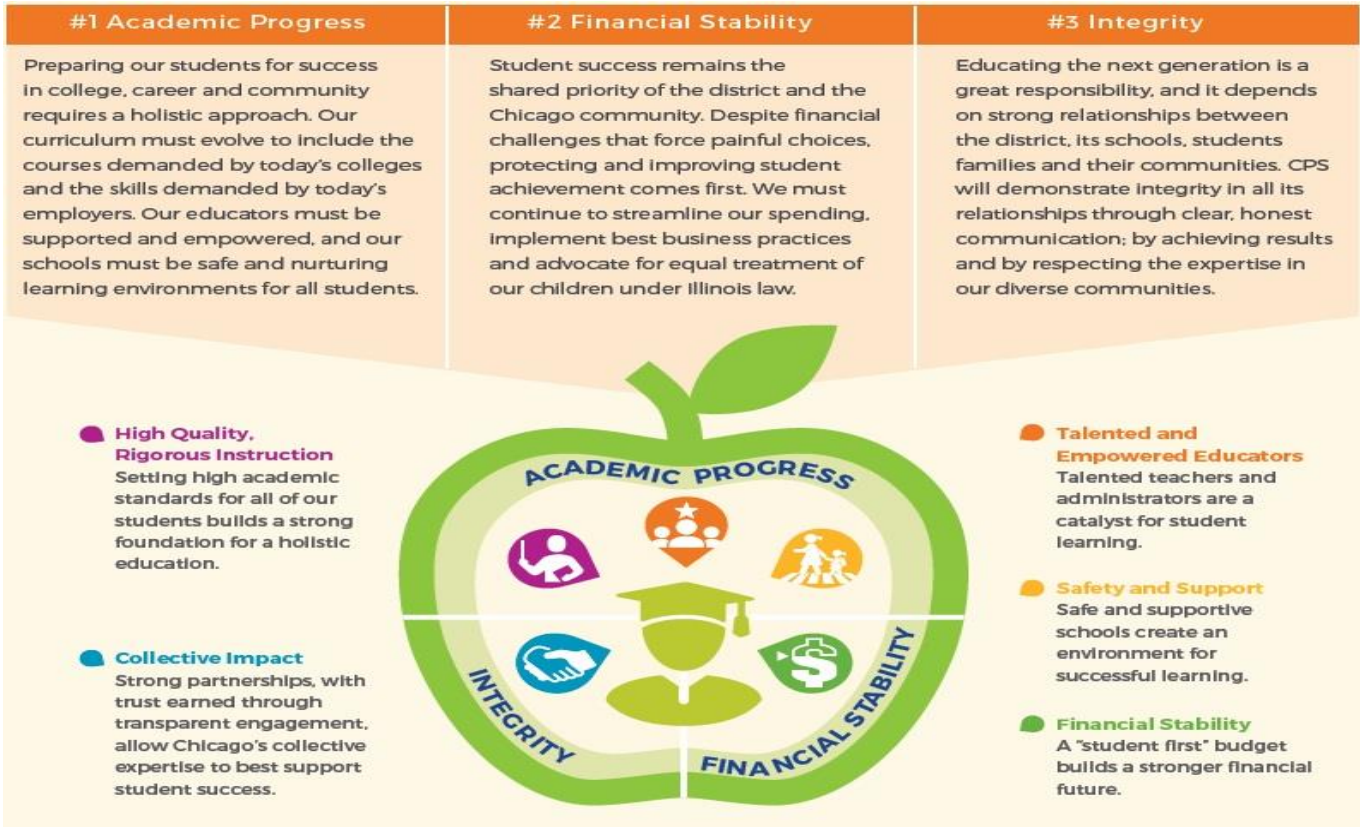 #1 Academic Progress
Preparing our students for success
in college, career and community
requires a holistic approach. Our
curriculum must evolve to include the
courses demanded by today's colleges
and the skills demanded by today's
employers. Our educators must be
supported and empowered, and our
schools must be safe and nurturing
learning environments for all students.
#2 Financial Stability
Student success remains the
shared priority of the district and the
Chicago community. Despite financial
challenges that force painful choices,
protecting and improving student
achievement comes first. We must
continue to streamline our spending,
implement best business practices
and advocate for equal treatment of
our children under Illinois law.
#3 Integrity
Educating the next generation is a
great responsibility, and it depends
on strong relationships between
the district, its schools, students
families and their communities. CPS
will demonstrate integrity in all its
relationships through clear, honest
communication; by achieving results
and by respecting the expertise in
our diverse communities.
High Quality,
Rigorous Instruction
Setting high academic
standards for all of our
students builds a strong
foundation for a holistic
education.
Collective Impact
Strong partnerships, with
trust earned through
transparent engagement,
allow Chicago's collective
expertise to best support
student success.
ACADEMIC PROGRESS
INTEGRITY
FINANCIAL STABILITY
$
Talented and
Empowered Educators
Talented teachers and
administrators are a
catalyst for student
learning.
Safety and Support
Safe and supportive
schools create an
environment for
successful learning.
Financial Stability
A "student first" budget
builds a stronger financial
future.